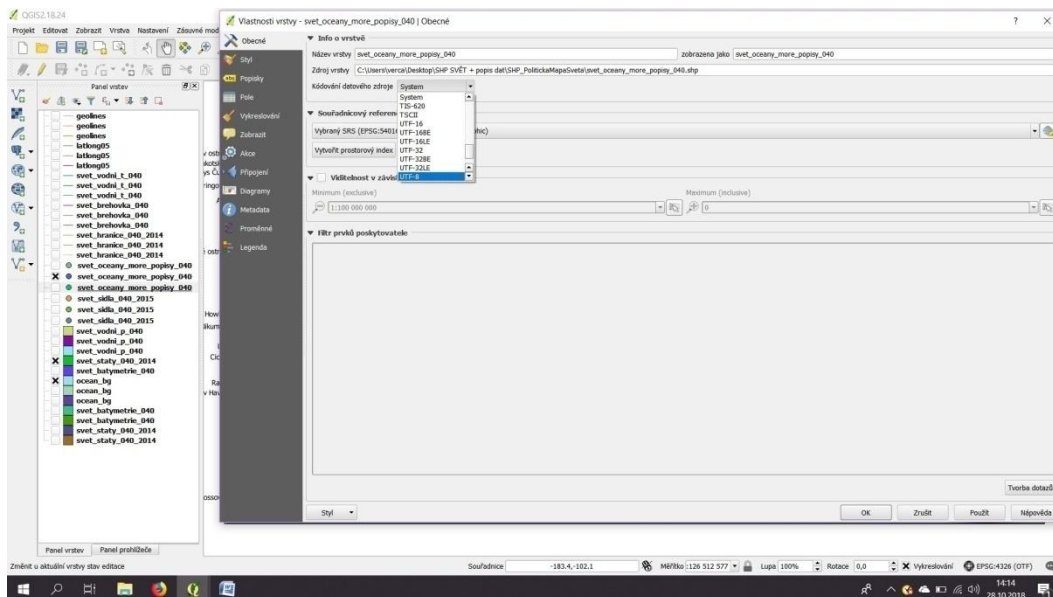 QGIS2.18.24
Projekt Editovat Zobrazit Vrstva Nastavení Zásuvné mod
Panel vrstev
geolines
geolines
geolines
latlong05
latlong05
latlong05
svet_vodni_t_040
svet_vodni_t_040
svet_vodni_t_040
svet_brehovka_040
svet_brehovka_040
svet_brehovka_040
svet_hranice_040_2014
svet_hranice_040_2014
svet_hranice_040_2014
svet_oceany_more_popisy_040
svet_oceany_more_popisy_040
svet_oceany_more_popisy_040
svet_sidla_040_2015
svet_sidla_040_2015
svet_sidla_040_2015
svet_vodni_p_040
svet_vodni_p_040
svet_vodni_p_040
svet_staty_040_2014
svet_batymetrie_040
ocean_bg
ocean_bg
ocean_bg
svet_batymetrie_040
svet_batymetrie_040
svet_staty_040_2014
svet_staty_040_2014
Panel vrstev Panel prohlížeče
Vlastnosti vrstvy - svet_oceany_more_popisy_040 | Obecné
Obecné
Styl
Popisky
Pole
Vykreslování
Zobrazit
Akce
Připojení
Diagramy
Metadata
Proměnné
Legenda
Info o vrstvě
Název vrstvy svet_oceany_more_popisy_040 zobrazena jako svet_oceany_more_popisy_040
Zdroj vrstvy C:\Users\verca\Desktop\SHP SVĚT + popis dat\SHP_PolitickaMapaSveta\svet_oceany_more_popisy_040.shp
Kódování datového zdroje System
System
TIS-620
TSCII
UTF-16
UTF-16BE
UTF-16LE
UTF-32
UTF-32BE
UTF-32LE
UTF-8
Souřadnicový referen
Vybraný SRS (EPSG:5401 phic)
Vytvořit prostorový index
Viditelnost v závisl
Minimum (exclusive) Maximum (inclusive)
1:100 000 000 0
Filtr prvků poskytovatele
Tvorba dotazů
Styl OK Zrušit Použít Nápověda
Změnit u aktuální vrstvy stav editace Souřadnice -183.4,-102.1 Měřítko 126 512 577 Lupa 100% Rotace 0,0 Vykreslování EPSG:4326 (OTF)
14:14
28.10.2018